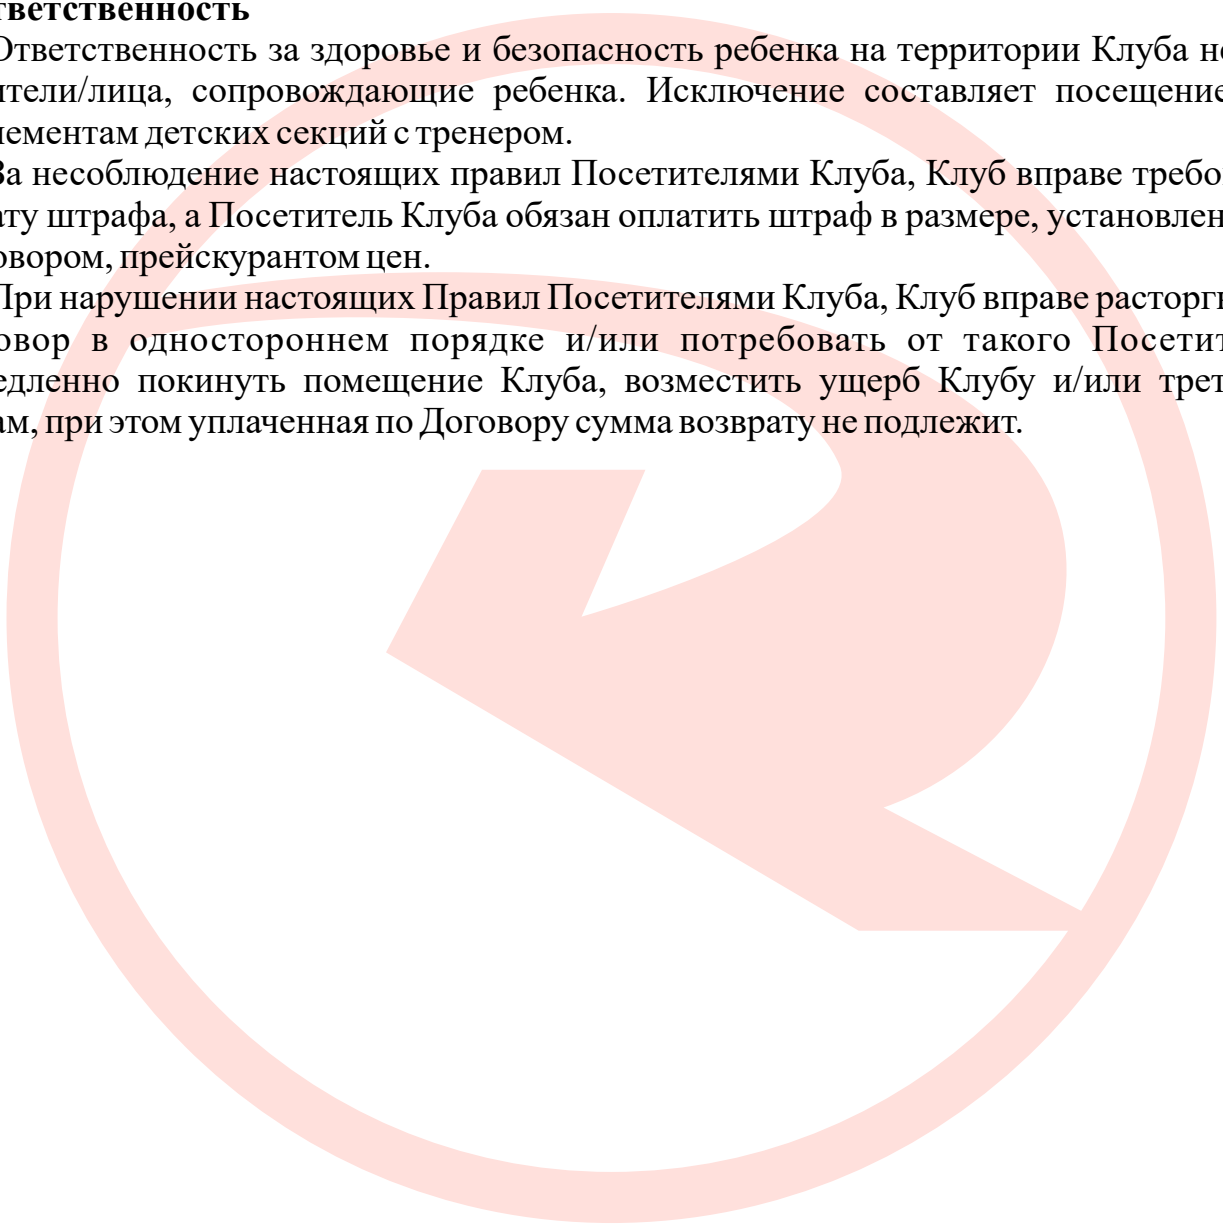 тветственность
Ответственность за здоровье и безопасность ребенка на территории Клуба не
ители/лица, сопровождающие ребенка. Исключение составляет посещение
лементам детских секций с тренером.
За несоблюдение настоящих правил Посетителями Клуба, Клуб вправе требо
ату штрафа, а Посетитель Клуба обязан оплатить штраф в размере, установлен
овором, прейскурантом цен.
При нарушении настоящих Правил Посетителями Клуба, Клуб вправе расторгн
овор в одностороннем порядке и/или потребовать от такого Посетит
едленно покинуть помещение Клуба, возместить ущерб Клубу и/или трет
ам, при этом уплаченная по Договору сумма возврату не подлежит.